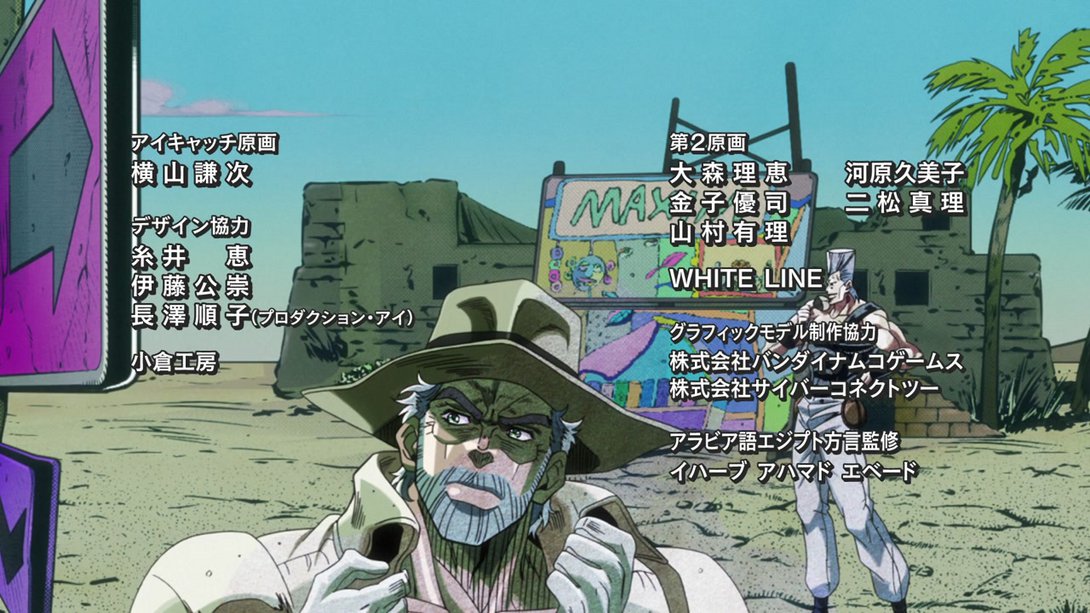 アイキャッチ原画
横山謙次
デザイン協力
糸井 恵
伊藤公崇
長澤順子(プロダクション・アイ)
小倉工房
第2原画
大森理恵 河原久美子
金子優司 二松真理
山村有理
WHITE LINE
グラフィックモデル制作協力
株式会社バンダイナムコゲームス
株式会社サイバーコネクトツー
アラビア語エジプト方言監修
イハーブ アハマド エベード